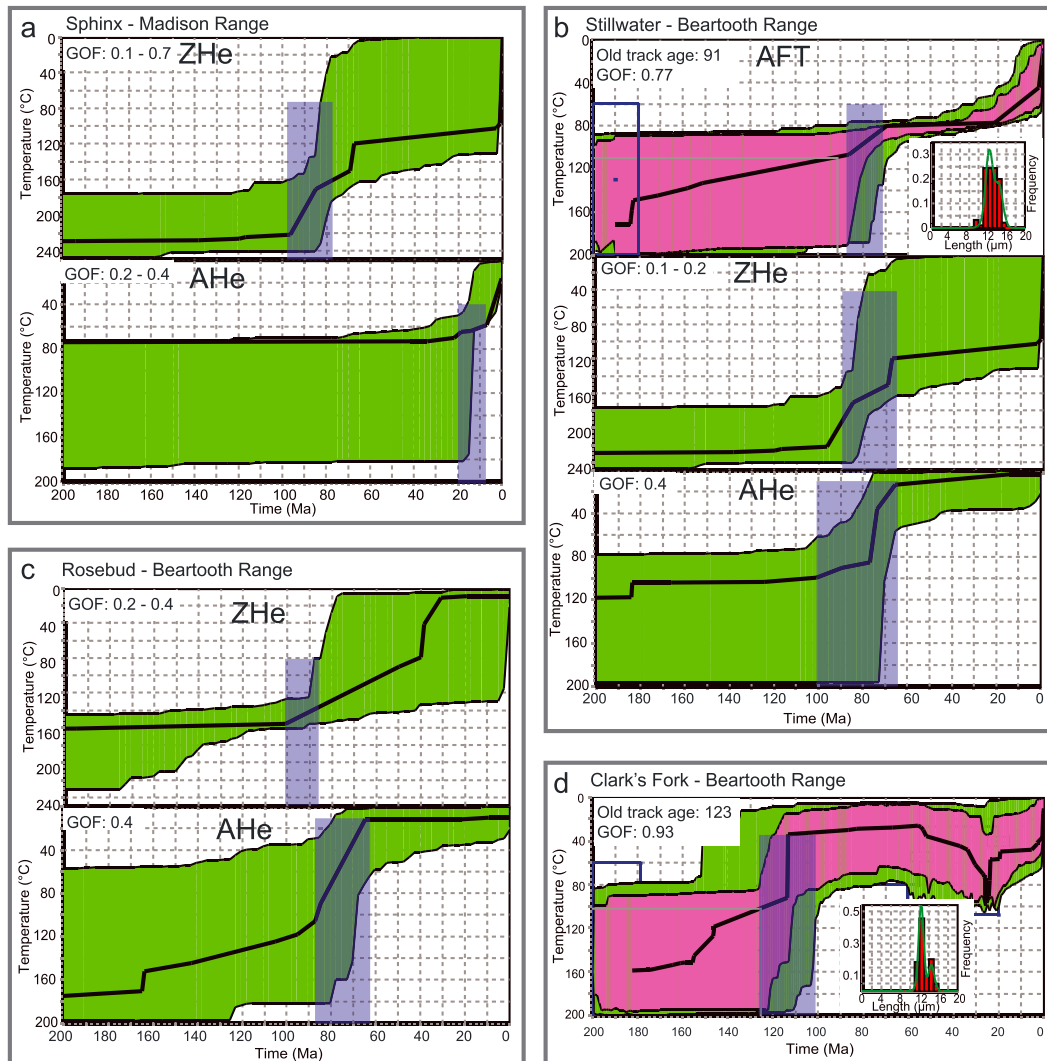 a Sphinx - Madison Range
GOF: 0.1 - 0.7 ZHe
0
40
80
120
160
200
240
Temperature (°C)
GOF: 0.2 - 0.4 AHe
40
80
120
160
200
Temperature (°C)
200 180 160 140 120 100 80 60 40 20 0
Time (Ma)
b Stillwater - Beartooth Range
Old track age: 91
GOF: 0.77
AFT
0
40
80
120
160
200
Temperature (°C)
0.3
0.2
0.1
0
Frequency
0 4 8 12 16 20
Length (µm)
GOF: 0.1 - 0.2
ZHe
40
80
120
160
200
240
Temperature (°C)
GOF: 0.4 AHe
40
80
120
160
200
Temperature (°C)
200 180 160 140 120 100 80 60 40 20 0
Time (Ma)
c Rosebud - Beartooth Range
GOF: 0.2 - 0.4
ZHe
0
40
80
120
160
200
240
Temperature (°C)
GOF: 0.4 AHe
40
80
120
160
200
Temperature (°C)
200 180 160 140 120 100 80 60 40 20 0
Time (Ma)
d Clark's Fork - Beartooth Range
Old track age: 123
GOF: 0.93
0
40
80
120
160
200
Temperature (°C)
0.5
0.3
0.1
Frequency
0 4 8 12 16 20
Length (µm)
200 180 160 140 120 100 80 60 40 20 0
Time (Ma)